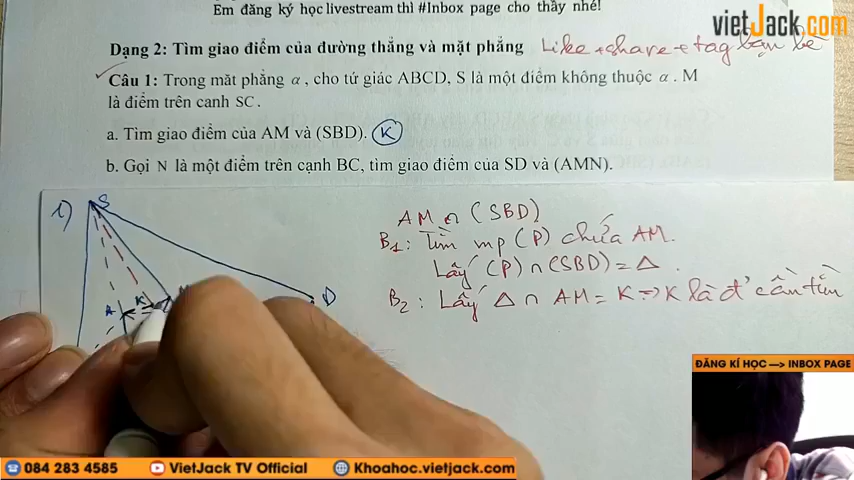 Em đăng ký học livestream thì #Inbox page cho thầy nhé!
vietJack.com
Dạng 2: Tìm giao điểm của đường thẳng và mặt phẳng
Like + share + tag bạn bè
Câu 1: Trong mặt phẳng α, cho tứ giác ABCD, S là một điểm không thuộc α. M
là điểm trên cạnh SC.
a. Tìm giao điểm của AM và (SBD). K
b. Gọi N là một điểm trên cạnh BC, tìm giao điểm của SD và (AMN).
1)
S
A
K
D
AM ∩ (SBD)
B1: Tìm mp (P) chứa AM.
Lấy (P) ∩ (SBD) = Δ.
B2: Lấy Δ ∩ AM = K => K là đ' cần tìm
ĐĂNG KÍ HỌC —> INBOX PAGE
084 283 4585
VietJack TV Official
Khoahoc.vietjack.com